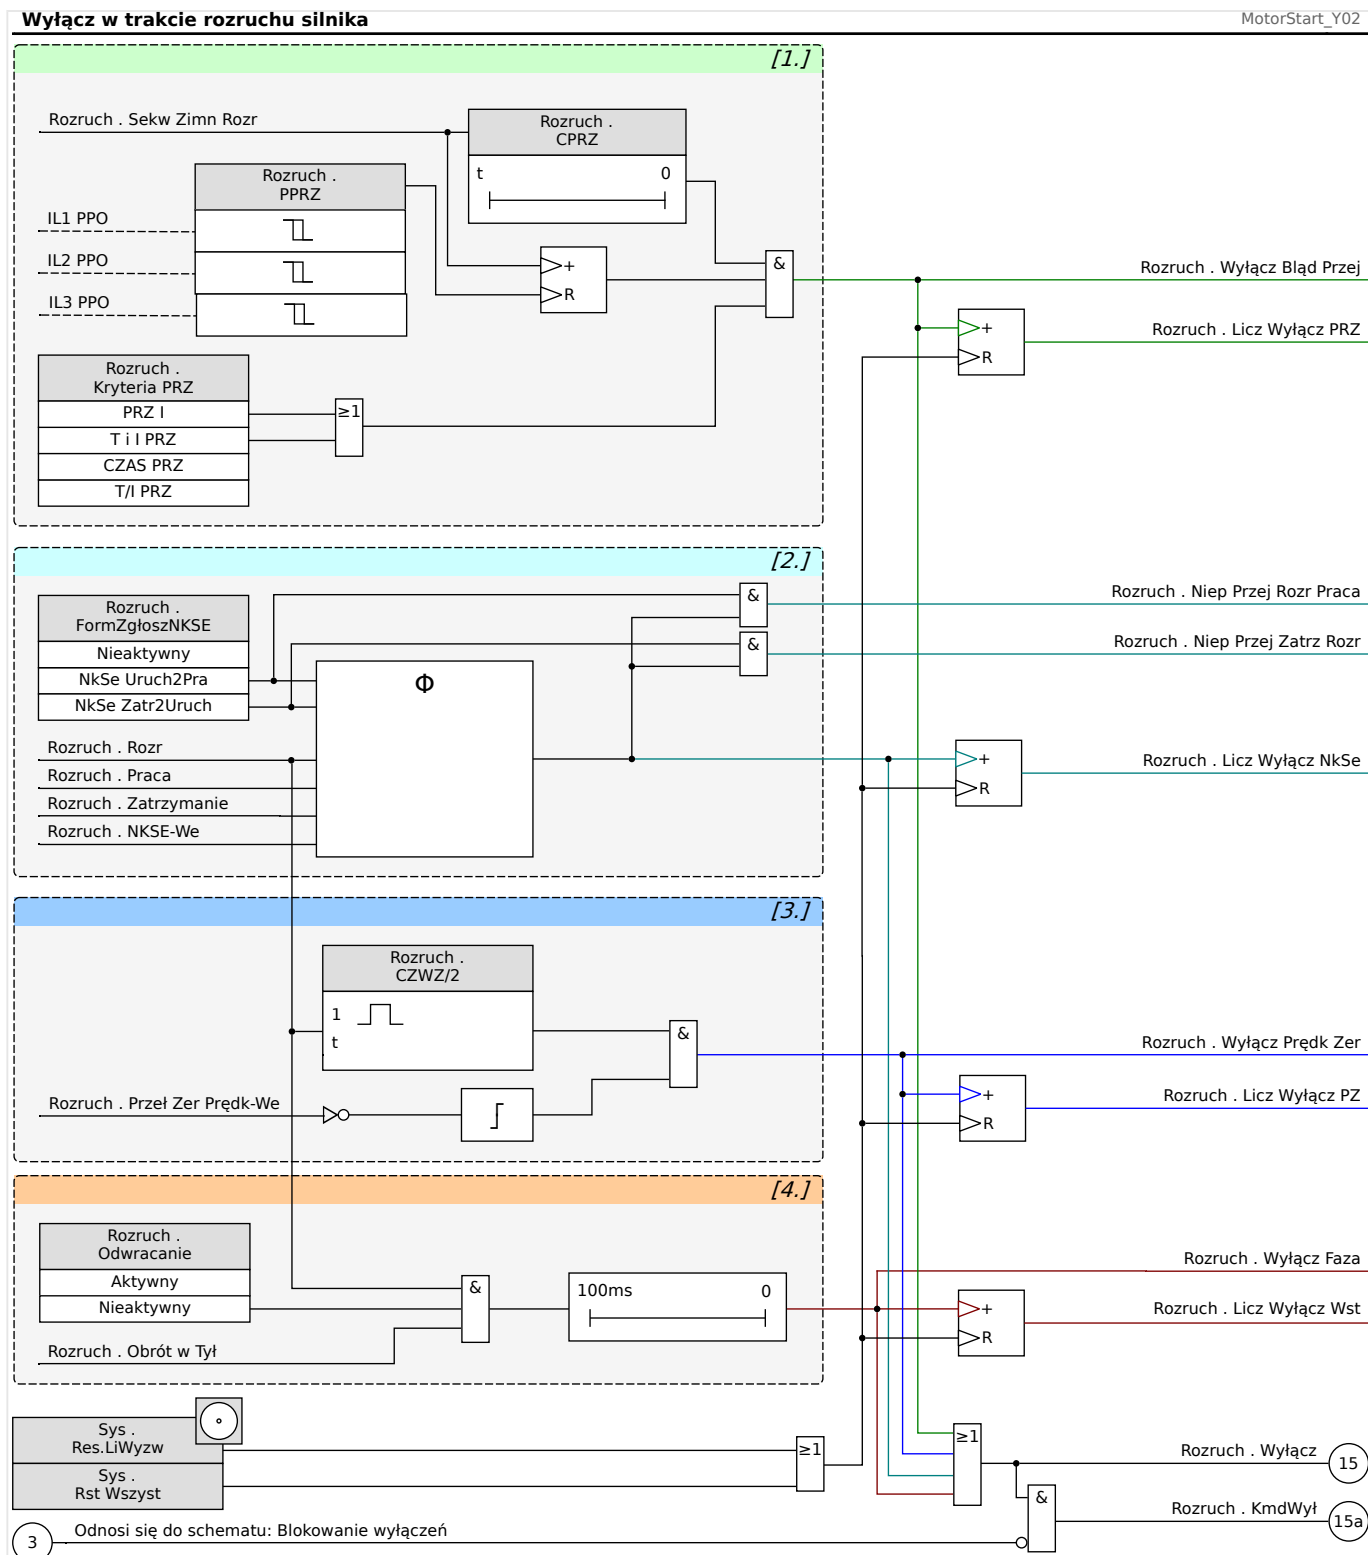 Wyłącz w trakcie rozruchu silnika
MotorStart_Y02
[1.]
Rozruch . Sekw Zimn Rozr
Rozruch .
CPRZ
t 0
Rozruch .
PPRZ
IL1 PPO
IL2 PPO
IL3 PPO
+
R
&
Rozruch . Wyłącz Bląd Przej
+
R
Rozruch . Licz Wyłącz PRZ
Rozruch .
Kryteria PRZ
PRZ I
T i I PRZ
CZAS PRZ
T/I PRZ
≥1
[2.]
Rozruch .
FormZgłoszNKSE
Nieaktywny
NkSe Uruch2Pra
NkSe Zatr2Uruch
Φ
&
&
Rozruch . Niep Przej Rozr Praca
Rozruch . Niep Przej Zatrz Rozr
Rozruch . Rozr
Rozruch . Praca
Rozruch . Zatrzymanie
Rozruch . NKSE-We
+
R
Rozruch . Licz Wyłącz NkSe
[3.]
Rozruch .
CZWZ/2
1
t
&
Rozruch . Przeł Zer Prędk-We
Rozruch . Wyłącz Prędk Zer
+
R
Rozruch . Licz Wyłącz PZ
[4.]
Rozruch .
Odwracanie
Aktywny
Nieaktywny
Rozruch . Obrót w Tył
&
100ms 0
Rozruch . Wyłącz Faza
+
R
Rozruch . Licz Wyłącz Wst
Sys .
Res.LiWyzw
Sys .
Rst Wszyst
≥1
≥1
Rozruch . Wyłącz
15
&
Rozruch . KmdWył
15a
3
Odnosi się do schematu: Blokowanie wyłączeń